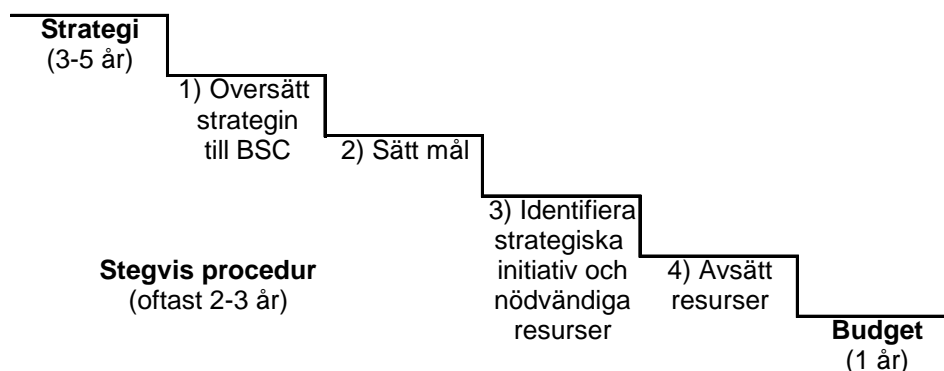 Strategi
(3-5 år)
1) Översätt
strategin
till BSC
2) Sätt mål
3) Identifiera
strategiska
initiativ och
nödvändiga
resurser
4) Avsätt
resurser
Stegvis procedur
(oftast 2-3 år)
Budget
(1 år)